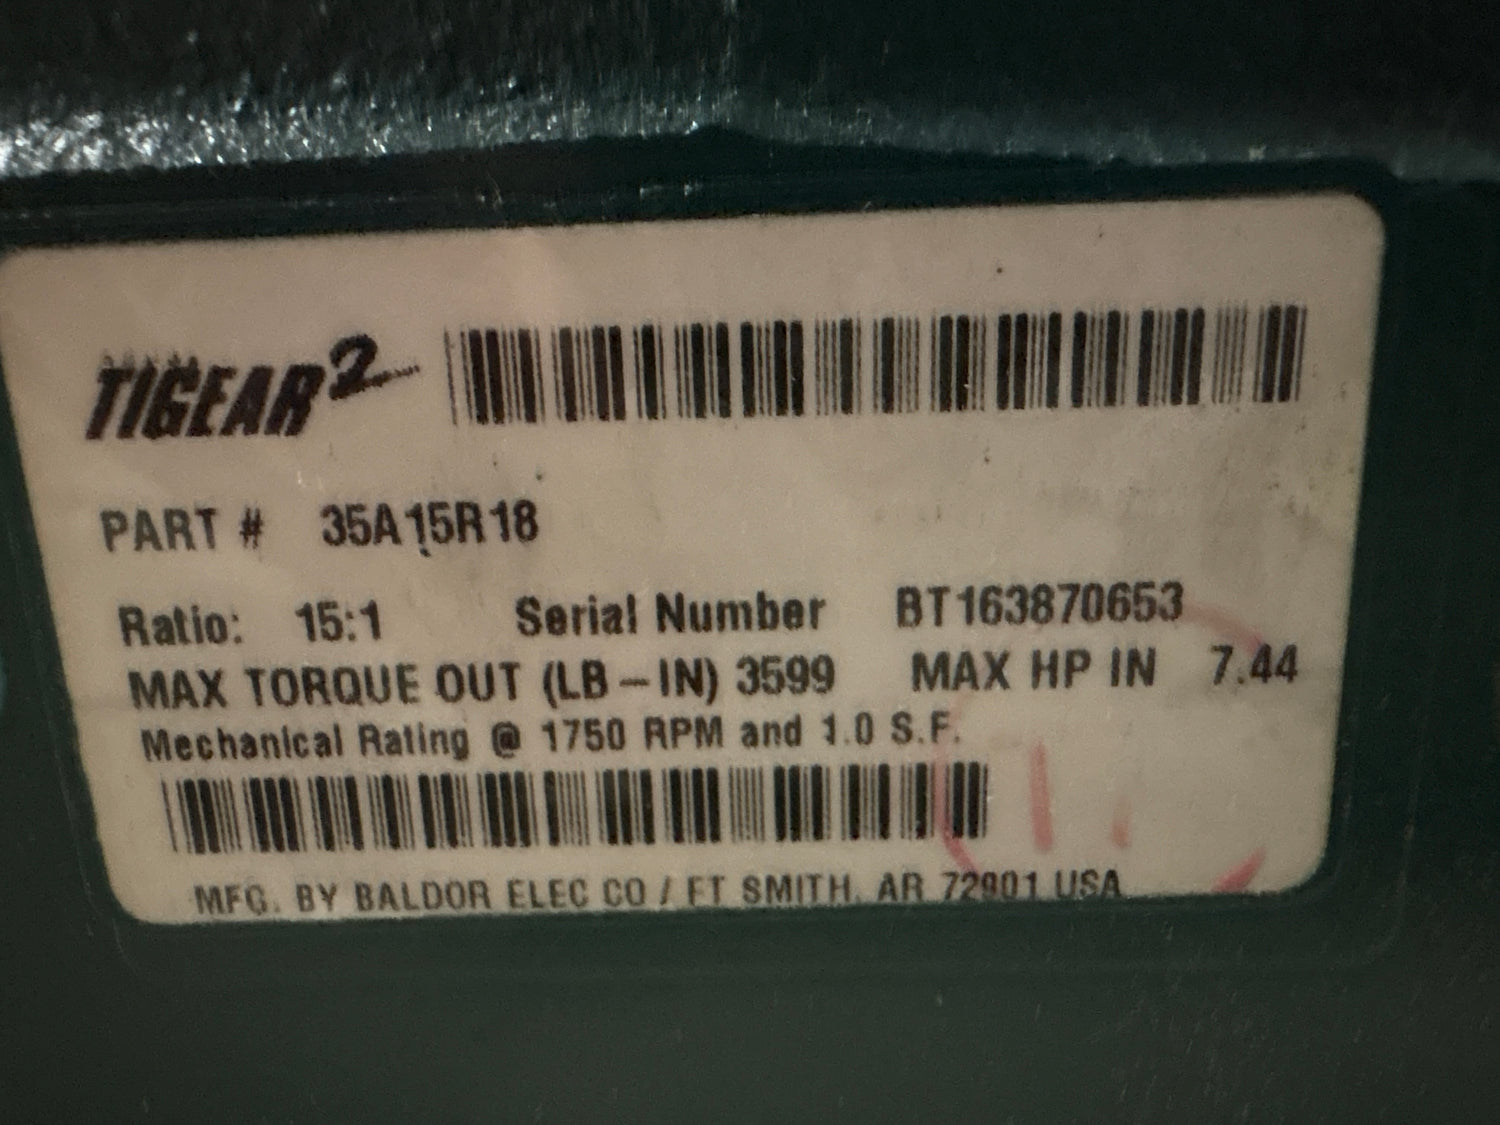 TIGEAR2
PART # 35A15R18
Ratio: 15:1 Serial Number BT163870653
MAX TORQUE OUT (LB-IN) 3599 MAX HP IN 7.44
Mechanical Rating @ 1750 RPM and 1.0 S.F.
MFG. BY BALDOR ELEC CO / FT SMITH, AR 72901 USA